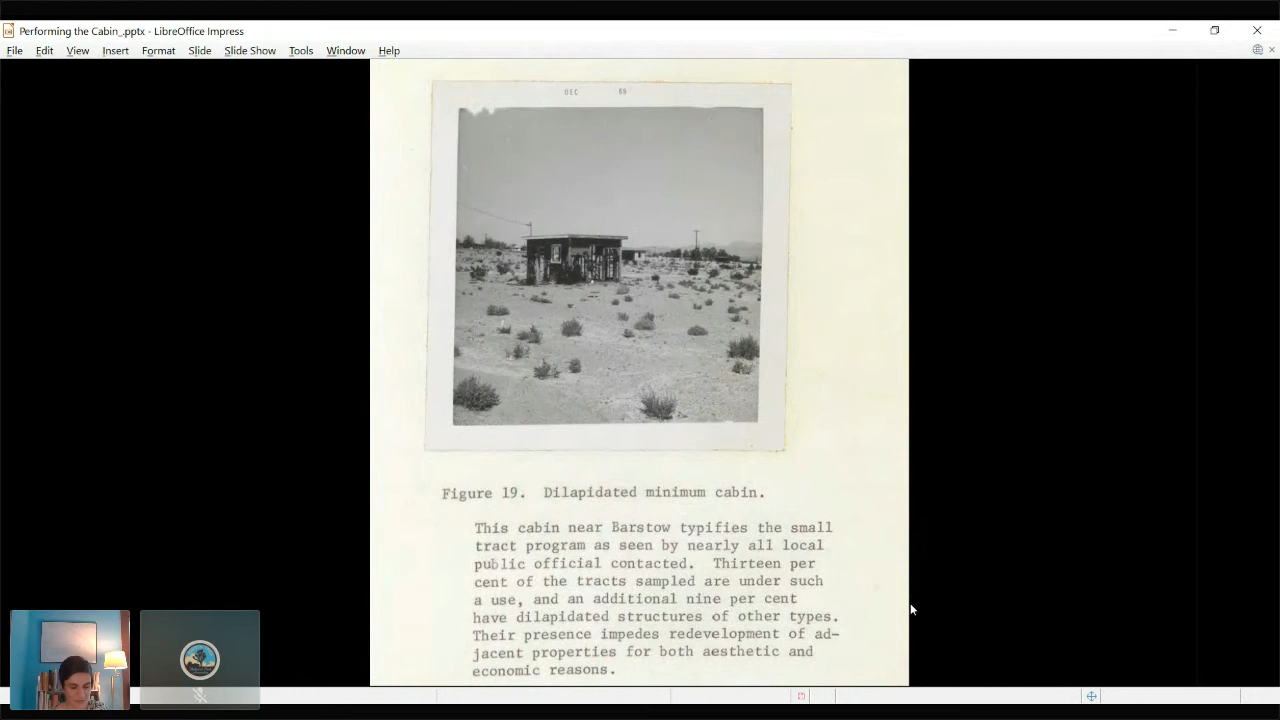 Performing the Cabin_.pptx - LibreOffice Impress
File Edit View Insert Format Slide Slide Show Tools Window Help
DEC 69
Figure 19. Dilapidated minimum cabin.
This cabin near Barstow typifies the small
tract program as seen by nearly all local
public official contacted. Thirteen per
cent of the tracts sampled are under such
a use, and an additional nine per cent
have dilapidated structures of other types.
Their presence impedes redevelopment of ad-
jacent properties for both aesthetic and
economic reasons.